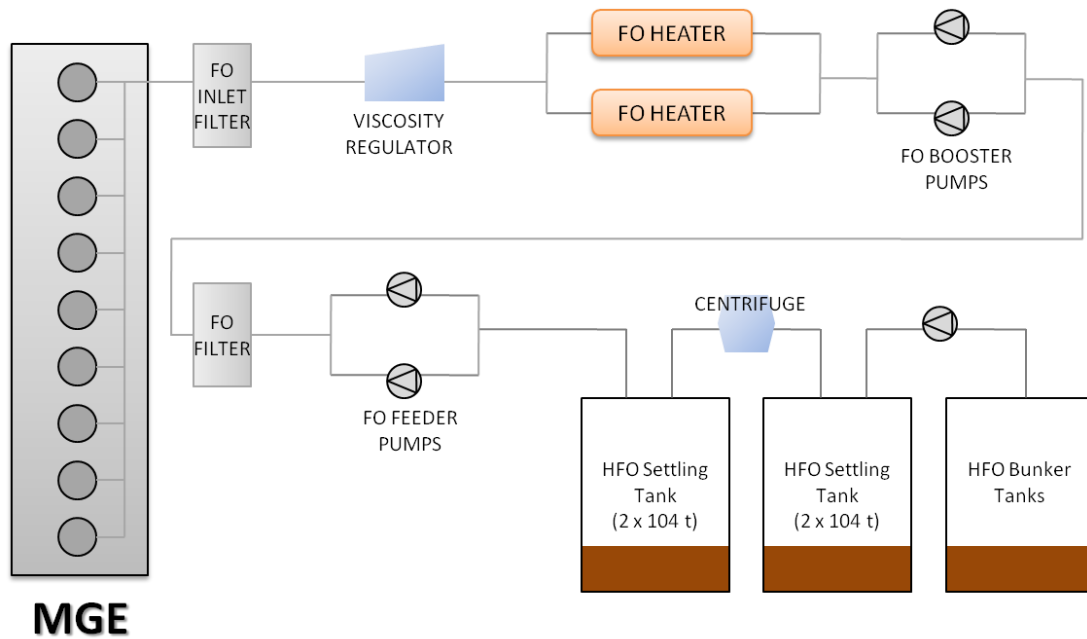 FO HEATER
FO
INLET
FILTER
FO HEATER
VISCOSITY
REGULATOR
FO BOOSTER
PUMPS
CENTRIFUGE
FO
FILTER
FO FEEDER
PUMPS
HFO Settling
Tank
(2 x 104 t)
HFO Settling
Tank
(2 x 104 t)
HFO Bunker
Tanks
MGE